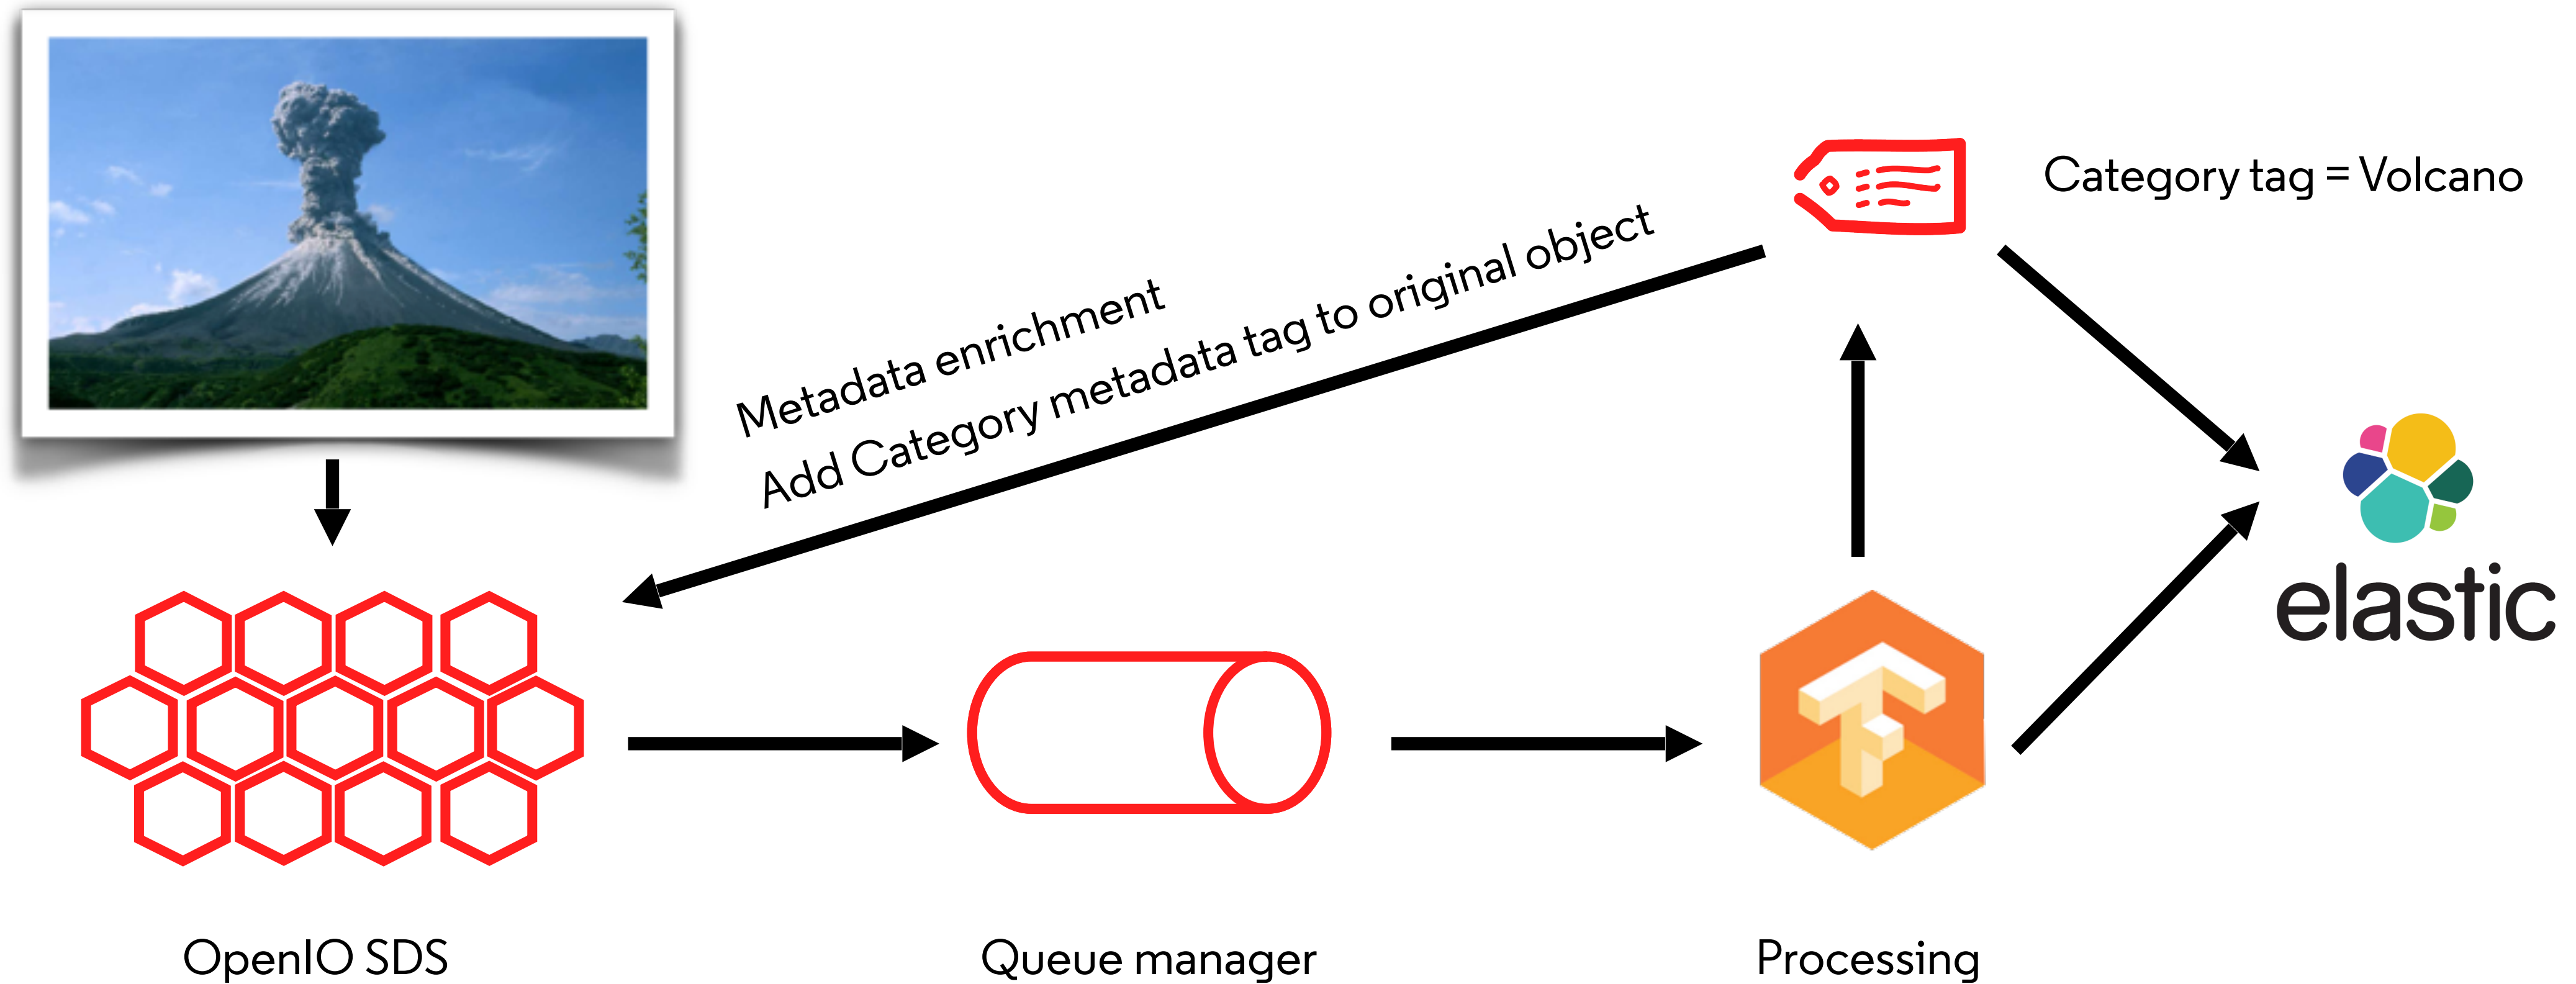 Category tag = Volcano
Metadata enrichment
Add Category metadata tag to original object
elastic
OpenIO SDS
Queue manager
Processing